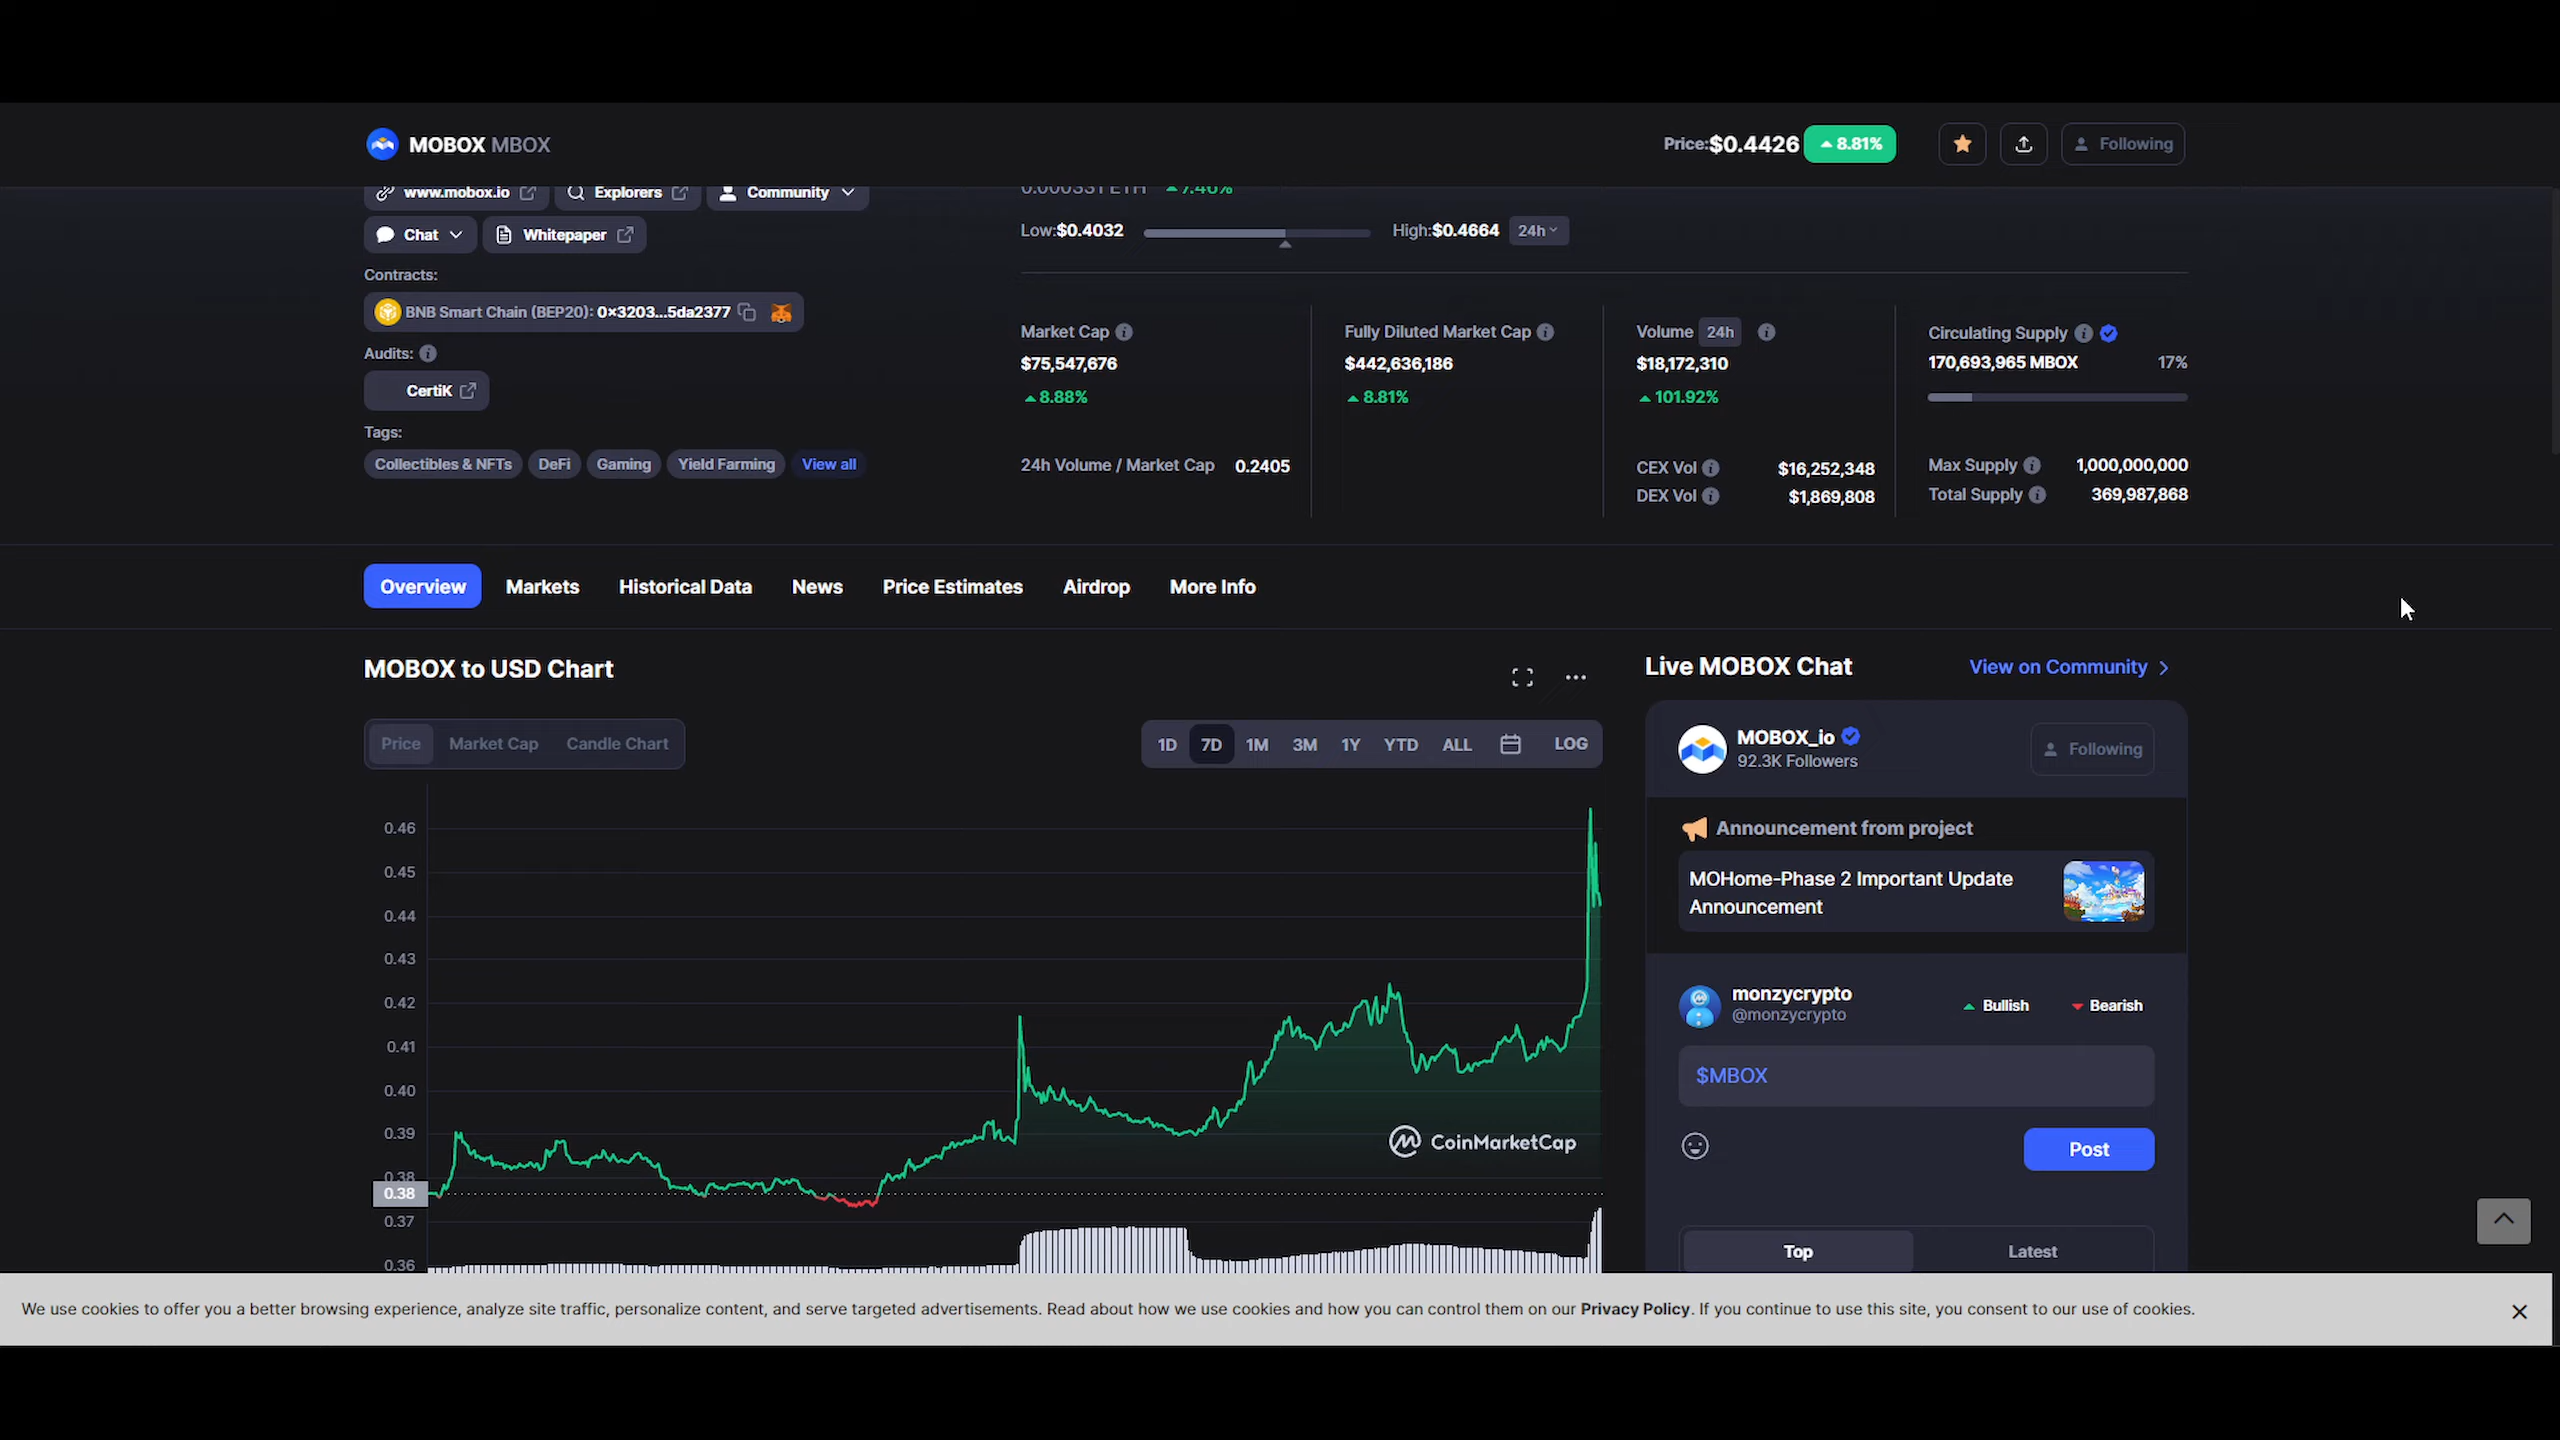 MOBOX MBOX
Price:$0.4426 8.81%
Following
www.mobox.io Explorers Community
0.000331 ETH 7.46%
Low:$0.4032 High:$0.4664 24h
Chat Whitepaper
Contracts:
BNB Smart Chain (BEP20): 0x3203...5da2377
Audits:
CertiK
Tags:
Collectibles & NFTs DeFi Gaming Yield Farming View all
Market Cap
$75,547,676
8.88%
24h Volume / Market Cap 0.2405
Fully Diluted Market Cap
$442,636,186
8.81%
Volume 24h
$18,172,310
101.92%
CEX Vol $16,252,348
DEX Vol $1,869,808
Circulating Supply
170,693,965 MBOX 17%
Max Supply 1,000,000,000
Total Supply 369,987,868
Overview Markets Historical Data News Price Estimates Airdrop More Info
MOBOX to USD Chart
Price Market Cap Candle Chart
1D 7D 1M 3M 1Y YTD ALL LOG
0.46
0.45
0.44
0.43
0.42
0.41
0.40
0.39
0.38
0.38
0.37
0.36
CoinMarketCap
Live MOBOX Chat View on Community
MOBOX_io
92.3K Followers
Following
Announcement from project
MOHome-Phase 2 Important Update
Announcement
monzycrypto
@monzycrypto
Bullish Bearish
$MBOX
Post
Top Latest
We use cookies to offer you a better browsing experience, analyze site traffic, personalize content, and serve targeted advertisements. Read about how we use cookies and how you can control them on our Privacy Policy. If you continue to use this site, you consent to our use of cookies.